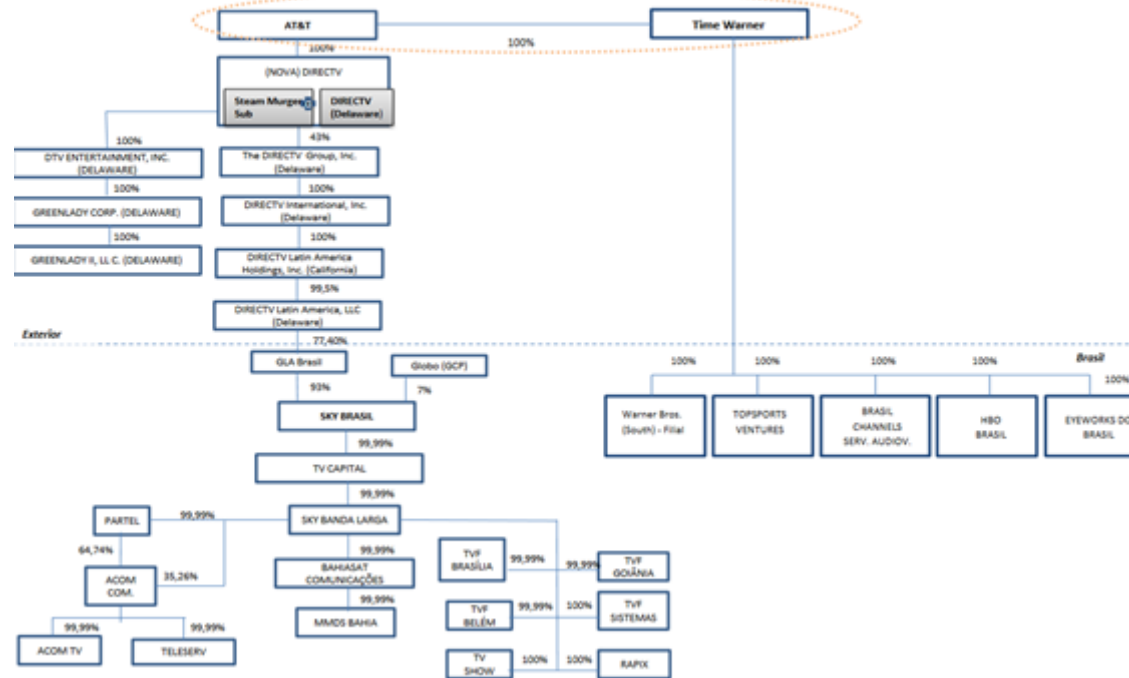 AT&T
Time Warner
100%
100%
(NOVA) DIRECTV
Steam Murger
Sub
DIRECTV
(Delaware)
100%
43%
DTV ENTERTAINMENT, INC.
(DELAWARE)
The DIRECTV Group, Inc.
(Delaware)
100%
100%
GREENLADY CORP. (DELAWARE)
DIRECTV International, Inc.
(Delaware)
100%
100%
GREENLADY II, LL C. (DELAWARE)
DIRECTV Latin America
Holdings, Inc. (California)
99,5%
DIRECTV Latin America, LLC
(Delaware)
Exterior
77,40%
Brasil
GLA Brasil
Globo (GCP)
100%
100%
100%
100%
100%
93%
7%
SKY BRASIL
Warner Bros.
(South) - Filial
TOPSPORTS
VENTURES
BRASIL
CHANNELS
SERV. AUDIOV.
HBO
BRASIL
EYEWORKS DO
BRASIL
99,99%
TV CAPITAL
99,99%
PARTEL
99,99%
SKY BANDA LARGA
64,74%
99,99%
35,26%
ACOM
COM.
BAHIASAT
COMUNICAÇÕES
TVF
BRASÍLIA
99,99%
99,99%
TVF
GOIÂNIA
99,99%
MMDS BAHIA
TVF
BELÉM
99,99%
100%
TVF
SISTEMAS
99,99%
99,99%
ACOM TV
TELESERV
TV
SHOW
100%
100%
RAPIX